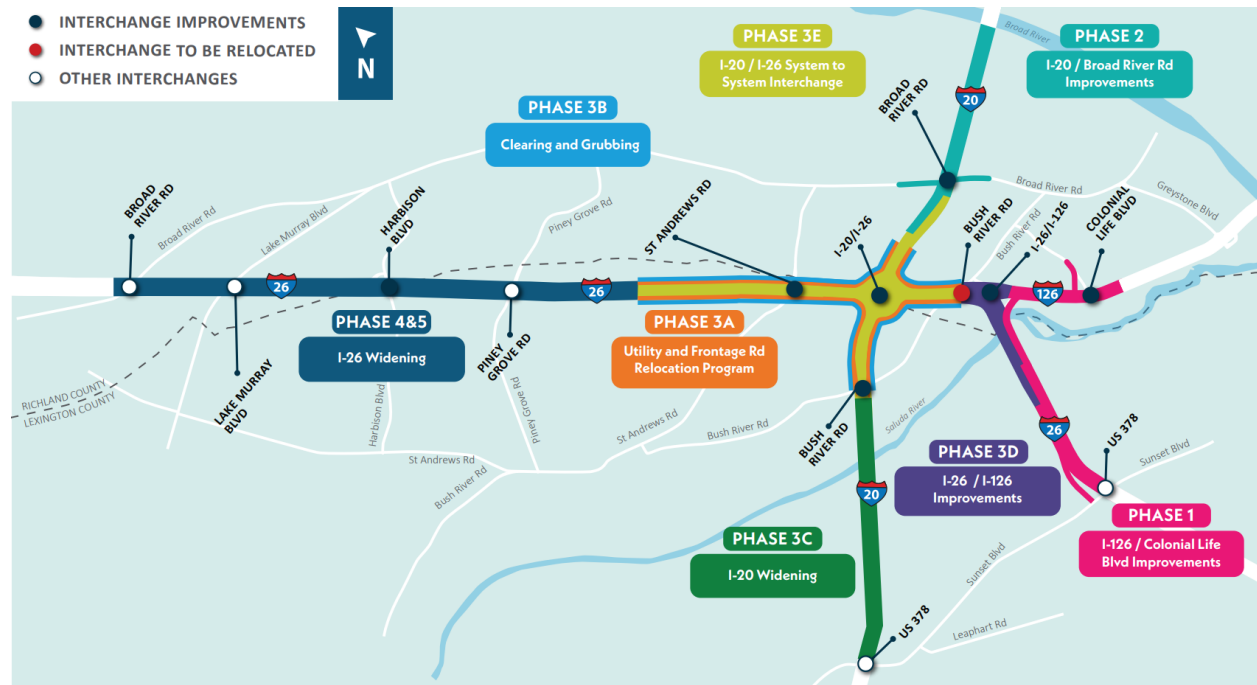 INTERCHANGE IMPROVEMENTS
INTERCHANGE TO BE RELOCATED
OTHER INTERCHANGES
N
PHASE 3E
I-20 / I-26 System to
System Interchange
PHASE 2
I-20 / Broad River Rd
Improvements
Broad River
20
BROAD
RIVER RD
PHASE 3B
Clearing and Grubbing
BROAD
RIVER RD
Broad River Rd
Lake Murray Blvd
HARBISON
BLVD
Piney Grove Rd
ST ANDREWS RD
I-20/I-26
BUSH
RIVER RD
Bush River Rd
I-26/I-126
Broad River Rd
COLONIAL
LIFE BLVD
Greystone Blvd
26
26
126
PHASE 4&5
I-26 Widening
PHASE 3A
Utility and Frontage Rd
Relocation Program
RICHLAND COUNTY
LEXINGTON COUNTY
LAKE MURRAY
BLVD
Harbison Blvd
PINEY
GROVE RD
Piney Grove Rd
St Andrews Rd
Bush River Rd
St Andrews Rd
Bush River Rd
BUSH
RIVER RD
Saluda River
26
US 378
Sunset Blvd
PHASE 3D
I-26 / I-126
Improvements
20
PHASE 1
I-126 / Colonial Life
Blvd Improvements
PHASE 3C
I-20 Widening
Sunset Blvd
US 378
Leaphart Rd